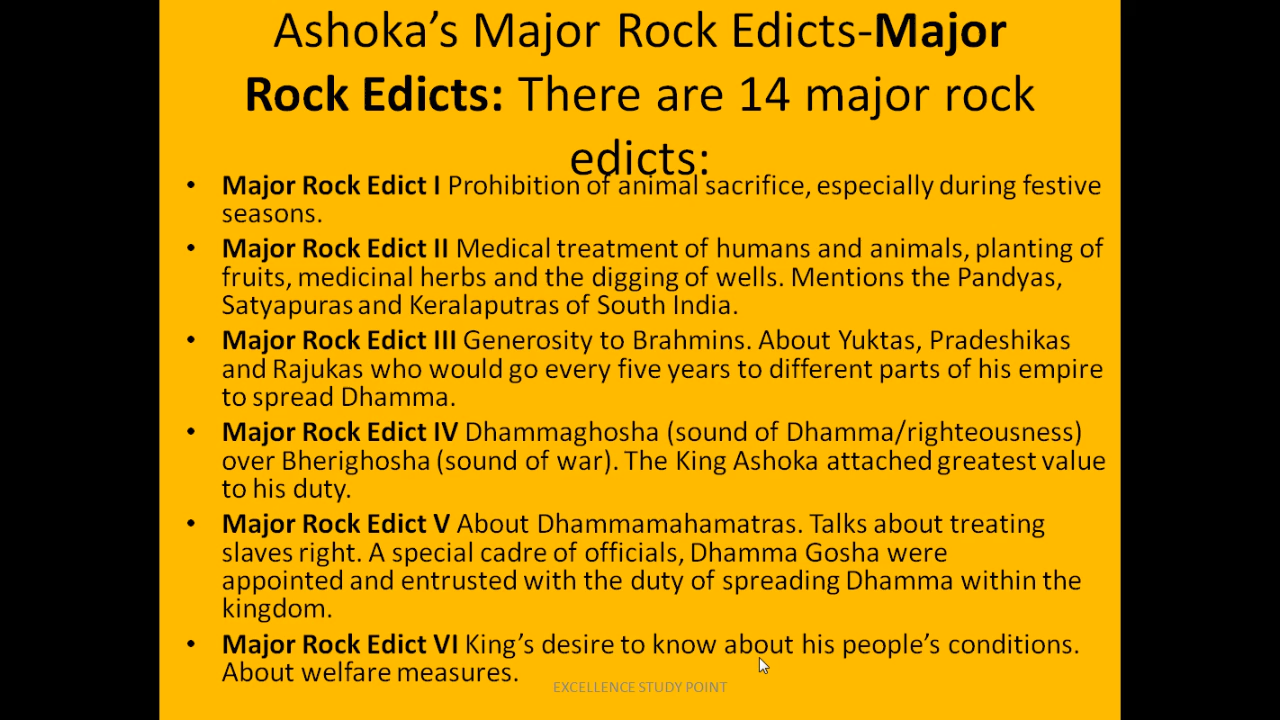 Ashoka’s Major Rock Edicts-Major
Rock Edicts: There are 14 major rock
edicts:
• Major Rock Edict I Prohibition of animal sacrifice, especially during festive
seasons.
• Major Rock Edict II Medical treatment of humans and animals, planting of
fruits, medicinal herbs and the digging of wells. Mentions the Pandyas,
Satyapuras and Keralaputras of South India.
• Major Rock Edict III Generosity to Brahmins. About Yuktas, Pradeshikas
and Rajukas who would go every five years to different parts of his empire
to spread Dhamma.
• Major Rock Edict IV Dhammaghosha (sound of Dhamma/righteousness)
over Bherighosha (sound of war). The King Ashoka attached greatest value
to his duty.
• Major Rock Edict V About Dhammamahamatras. Talks about treating
slaves right. A special cadre of officials, Dhamma Gosha were
appointed and entrusted with the duty of spreading Dhamma within the
kingdom.
• Major Rock Edict VI King’s desire to know about his people’s conditions.
About welfare measures.
EXCELLENCE STUDY POINT